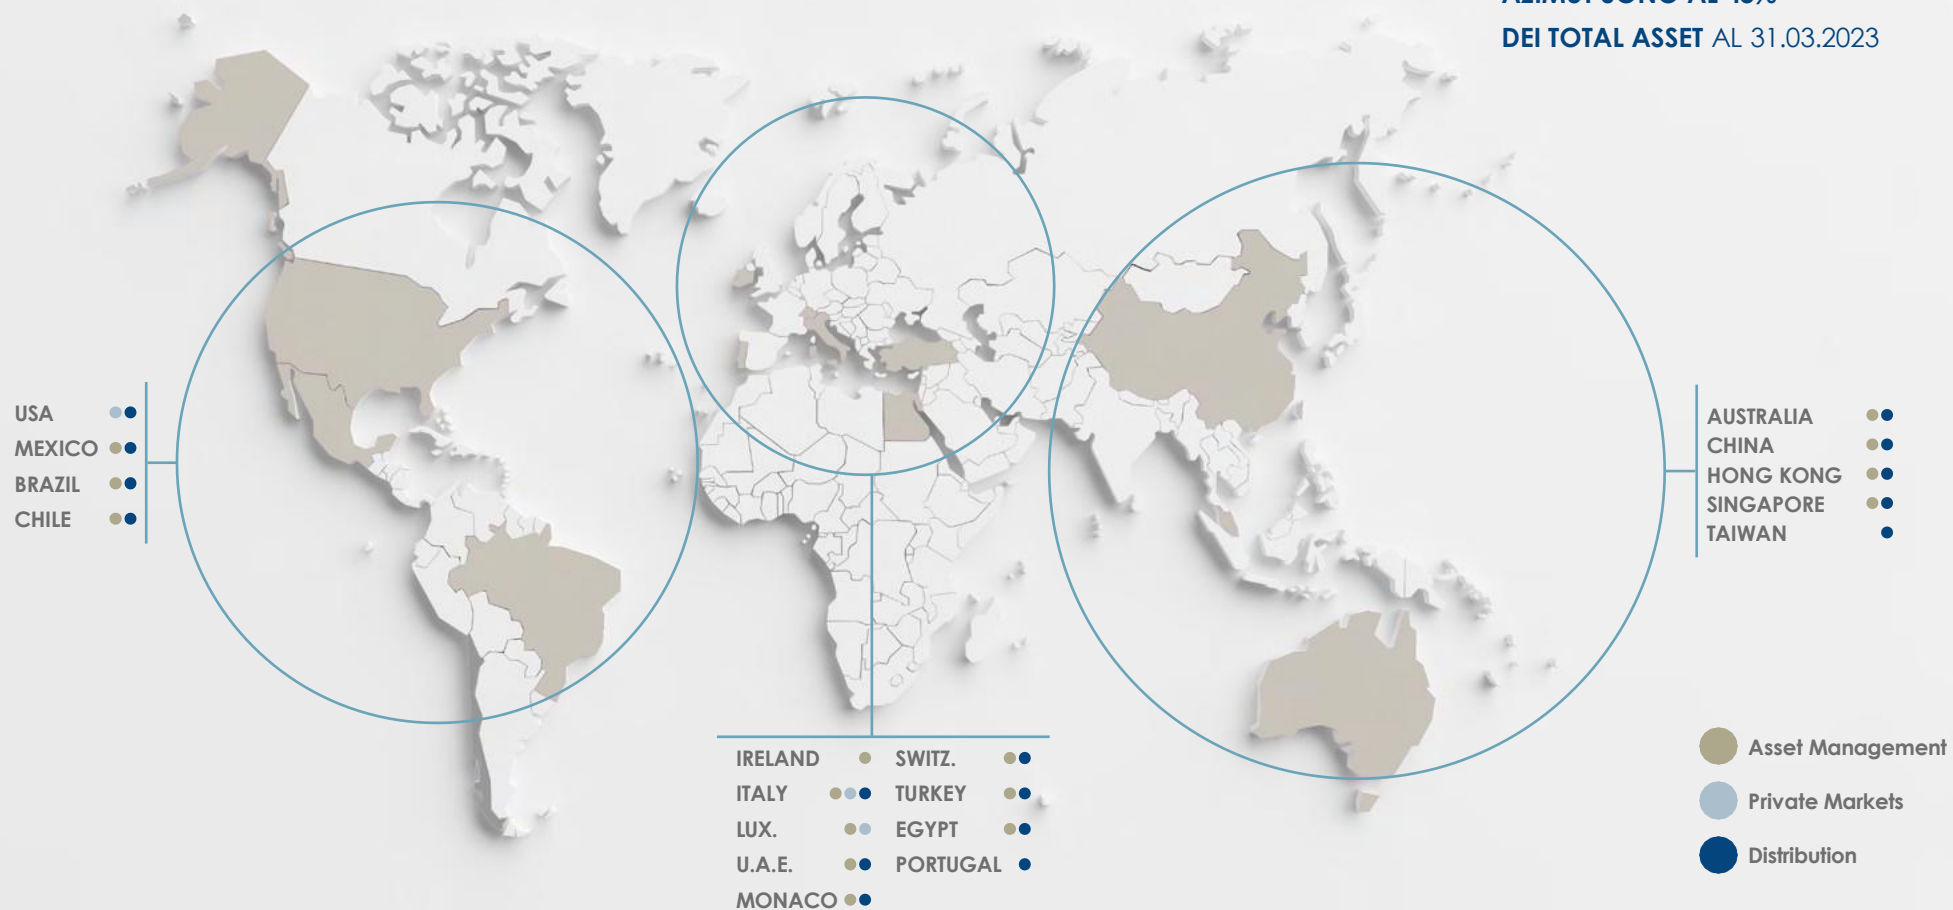 DEI TOTAL ASSET AL 31.03.2023
USA
MEXICO
BRAZIL
CHILE
AUSTRALIA
CHINA
HONG KONG
SINGAPORE
TAIWAN
IRELAND
ITALY
LUX.
U.A.E.
MONACO
SWITZ.
TURKEY
EGYPT
PORTUGAL
Asset Management
Private Markets
Distribution